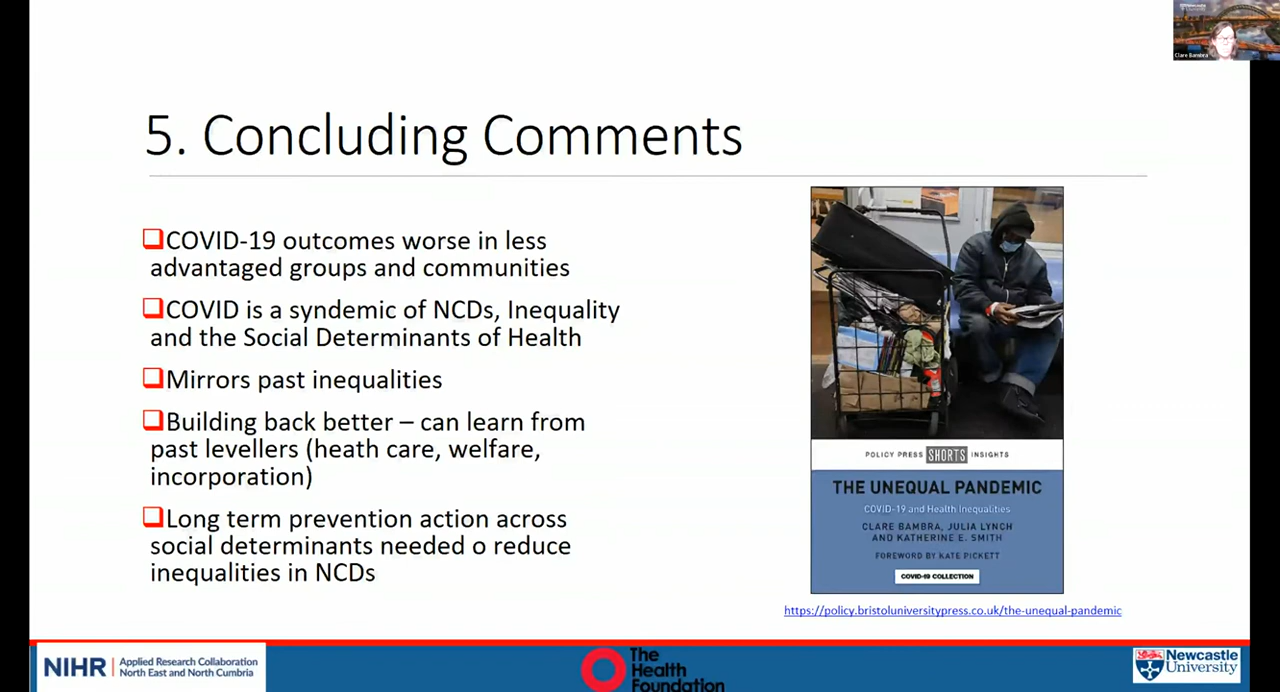 Newcastle
University
Clare Bambra
5. Concluding Comments
❑COVID-19 outcomes worse in less
advantaged groups and communities
❑COVID is a syndemic of NCDs, Inequality
and the Social Determinants of Health
❑Mirrors past inequalities
❑Building back better – can learn from
past levellers (heath care, welfare,
incorporation)
❑Long term prevention action across
social determinants needed o reduce
inequalities in NCDs
POLICY PRESS SHORTS INSIGHTS
THE UNEQUAL PANDEMIC
COVID-19 and Health Inequalities
CLARE BAMBRA, JULIA LYNCH
AND KATHERINE E. SMITH
FOREWORD BY KATE PICKETT
COVID-19 COLLECTION
https://policy.bristoluniversitypress.co.uk/the-unequal-pandemic
NIHR | Applied Research Collaboration
North East and North Cumbria
The
Health
Foundation
Newcastle
University